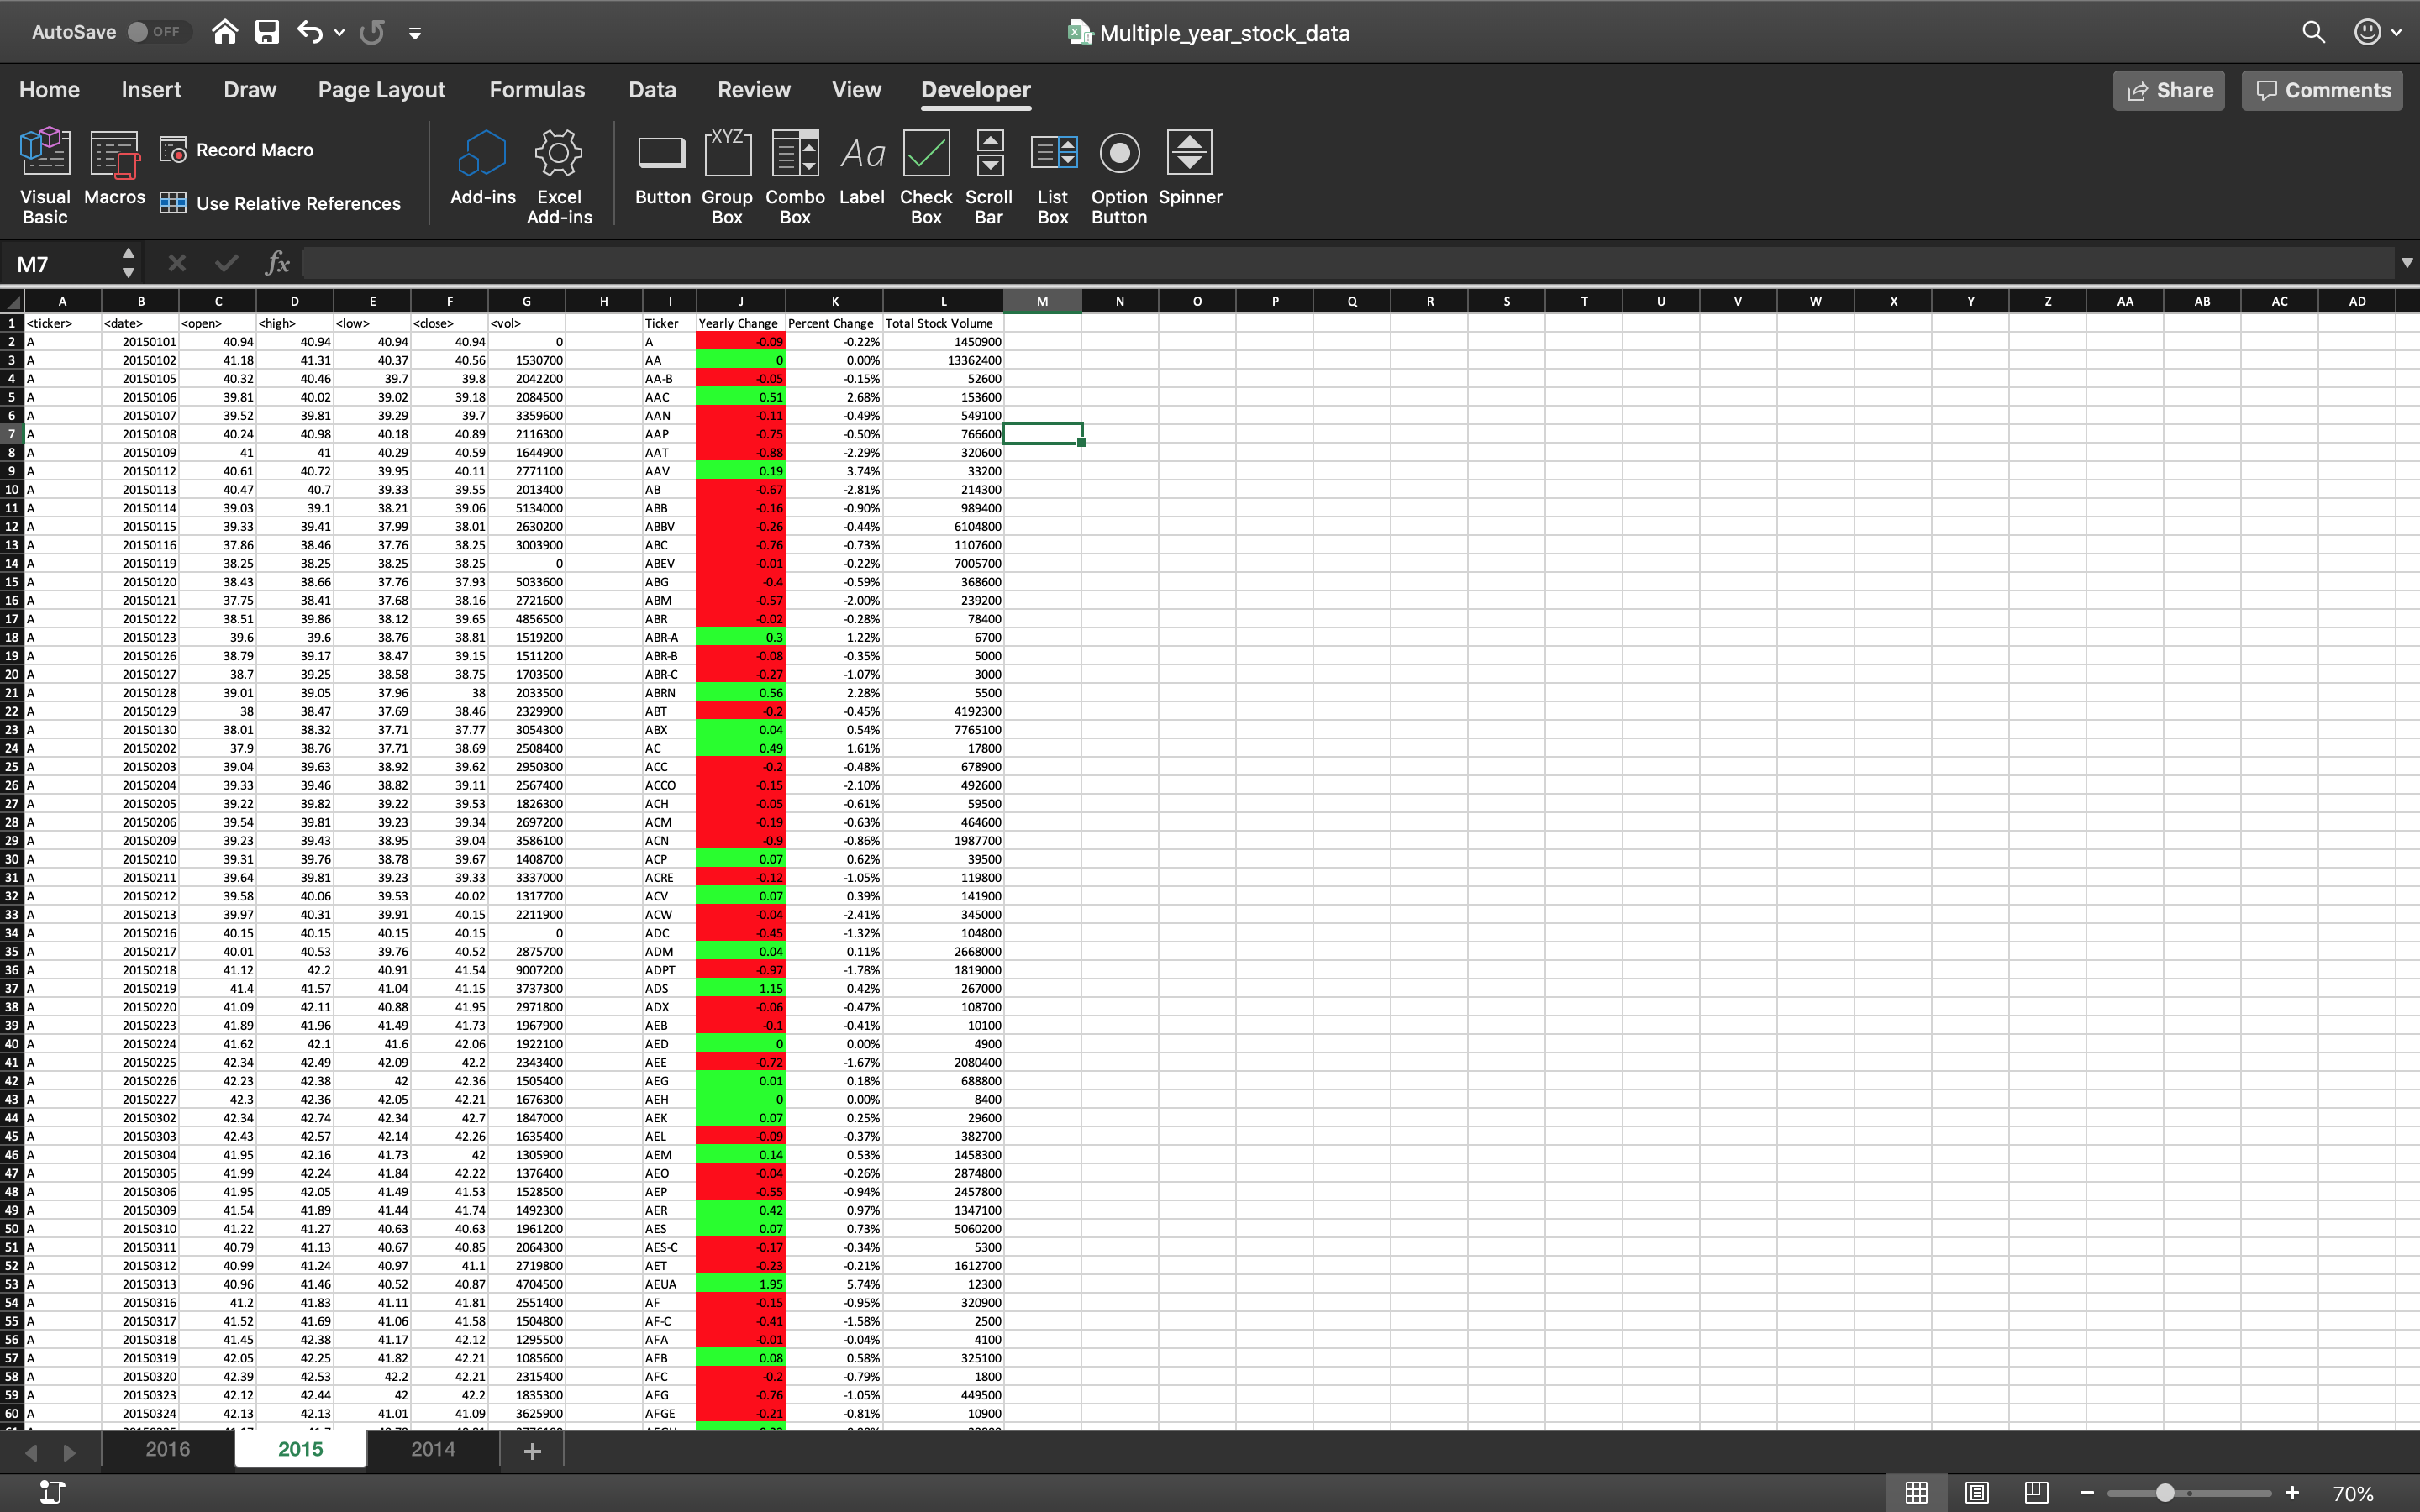 AutoSave OFF Multiple_year_stock_data
Home Insert Draw Page Layout Formulas Data Review View Developer Share Comments
Visual Basic Macros Record Macro Use Relative References Add-ins Excel Add-ins Button Group Box XYZ Combo Box Aa Label Check Box Scroll Bar List Box Option Button Spinner
M7 fx
A B C D E F G H I J K L M N O P Q R S T U V W X Y Z AA AB AC AD
1 <ticker> <date> <open> <high> <low> <close> <vol> Ticker Yearly Change Percent Change Total Stock Volume
2 A 20150101 40.94 40.94 40.94 40.94 0 A -0.09 -0.22% 1450900
3 A 20150102 41.18 41.31 40.37 40.56 1530700 AA 0 0.00% 13362400
4 A 20150105 40.32 40.46 39.7 39.8 2042200 AA-B -0.05 -0.15% 52600
5 A 20150106 39.81 40.02 39.02 39.18 2084500 AAC 0.51 2.68% 153600
6 A 20150107 39.52 39.81 39.29 39.7 3359600 AAN -0.11 -0.49% 549100
7 A 20150108 40.24 40.98 40.18 40.89 2116300 AAP -0.75 -0.50% 766600
8 A 20150109 41 41 40.29 40.59 1644900 AAT -0.88 -2.29% 320600
9 A 20150112 40.61 40.72 39.95 40.11 2771100 AAV 0.19 3.74% 33200
10 A 20150113 40.47 40.7 39.33 39.55 2013400 AB -0.67 -2.81% 214300
11 A 20150114 39.03 39.1 38.21 39.06 5134000 ABB -0.16 -0.90% 989400
12 A 20150115 39.33 39.41 37.99 38.01 2630200 ABBV -0.26 -0.44% 6104800
13 A 20150116 37.86 38.46 37.76 38.25 3003900 ABC -0.76 -0.73% 1107600
14 A 20150119 38.25 38.25 38.25 38.25 0 ABEV -0.01 -0.22% 7005700
15 A 20150120 38.43 38.66 37.76 37.93 5033600 ABG -0.4 -0.59% 368600
16 A 20150121 37.75 38.41 37.68 38.16 2721600 ABM -0.57 -2.00% 239200
17 A 20150122 38.51 39.86 38.12 39.65 4856500 ABR -0.02 -0.28% 78400
18 A 20150123 39.6 39.6 38.76 38.81 1519200 ABR-A 0.3 1.22% 6700
19 A 20150126 38.79 39.17 38.47 39.15 1511200 ABR-B -0.08 -0.35% 5000
20 A 20150127 38.7 39.25 38.58 38.75 1703500 ABR-C -0.27 -1.07% 3000
21 A 20150128 39.01 39.05 37.96 38 2033500 ABRN 0.56 2.28% 5500
22 A 20150129 38 38.47 37.69 38.46 2329900 ABT -0.2 -0.45% 4192300
23 A 20150130 38.01 38.32 37.71 37.77 3054300 ABX 0.04 0.54% 7765100
24 A 20150202 37.9 38.76 37.71 38.69 2508400 AC 0.49 1.61% 17800
25 A 20150203 39.04 39.63 38.92 39.62 2950300 ACC -0.2 -0.48% 678900
26 A 20150204 39.33 39.46 38.82 39.11 2567400 ACCO -0.15 -2.10% 492600
27 A 20150205 39.22 39.82 39.22 39.53 1826300 ACH -0.05 -0.61% 59500
28 A 20150206 39.54 39.81 39.23 39.34 2697200 ACM -0.19 -0.63% 464600
29 A 20150209 39.23 39.43 38.95 39.04 3586100 ACN -0.9 -0.86% 1987700
30 A 20150210 39.31 39.76 38.78 39.67 1408700 ACP 0.07 0.62% 39500
31 A 20150211 39.64 39.81 39.23 39.33 3337000 ACRE -0.12 -1.05% 119800
32 A 20150212 39.58 40.06 39.53 40.02 1317700 ACV 0.07 0.39% 141900
33 A 20150213 39.97 40.31 39.91 40.15 2211900 ACW -0.04 -2.41% 345000
34 A 20150216 40.15 40.15 40.15 40.15 0 ADC -0.45 -1.32% 104800
35 A 20150217 40.01 40.53 39.76 40.52 2875700 ADM 0.04 0.11% 2668000
36 A 20150218 41.12 42.2 40.91 41.54 9007200 ADPT -0.97 -1.78% 1819000
37 A 20150219 41.4 41.57 41.04 41.15 3737300 ADS 1.15 0.42% 267000
38 A 20150220 41.09 42.11 40.88 41.95 2971800 ADX -0.06 -0.47% 108700
39 A 20150223 41.89 41.96 41.49 41.73 1967900 AEB -0.1 -0.41% 10100
40 A 20150224 41.62 42.1 41.6 42.06 1922100 AED 0 0.00% 4900
41 A 20150225 42.34 42.49 42.09 42.2 2343400 AEE -0.72 -1.67% 2080400
42 A 20150226 42.23 42.38 42 42.36 1505400 AEG 0.01 0.18% 688800
43 A 20150227 42.3 42.36 42.05 42.21 1676300 AEH 0 0.00% 8400
44 A 20150302 42.34 42.74 42.34 42.7 1847000 AEK 0.07 0.25% 29600
45 A 20150303 42.43 42.57 42.14 42.26 1635400 AEL -0.09 -0.37% 382700
46 A 20150304 41.95 42.16 41.73 42 1305900 AEM 0.14 0.53% 1458300
47 A 20150305 41.99 42.24 41.84 42.22 1376400 AEO -0.04 -0.26% 2874800
48 A 20150306 41.95 42.05 41.49 41.53 1528500 AEP -0.55 -0.94% 2457800
49 A 20150309 41.54 41.89 41.44 41.74 1492300 AER 0.42 0.97% 1347100
50 A 20150310 41.22 41.27 40.63 40.63 1961200 AES 0.07 0.73% 5060200
51 A 20150311 40.79 41.13 40.67 40.85 2064300 AES-C -0.17 -0.34% 5300
52 A 20150312 40.99 41.24 40.97 41.1 2719800 AET -0.23 -0.21% 1612700
53 A 20150313 40.96 41.46 40.52 40.87 4704500 AEUA 1.95 5.74% 12300
54 A 20150316 41.2 41.83 41.11 41.81 2551400 AF -0.15 -0.95% 320900
55 A 20150317 41.52 41.69 41.06 41.58 1504800 AF-C -0.41 -1.58% 2500
56 A 20150318 41.45 42.38 41.17 42.12 1295500 AFA -0.01 -0.04% 4100
57 A 20150319 42.05 42.25 41.82 42.21 1085600 AFB 0.08 0.58% 325100
58 A 20150320 42.39 42.53 42.2 42.21 2315400 AFC -0.2 -0.79% 1800
59 A 20150323 42.12 42.44 42 42.2 1835300 AFG -0.76 -1.05% 449500
60 A 20150324 42.13 42.13 41.01 41.09 3625900 AFGE -0.21 -0.81% 10900
2016 2015 2014 +
70%